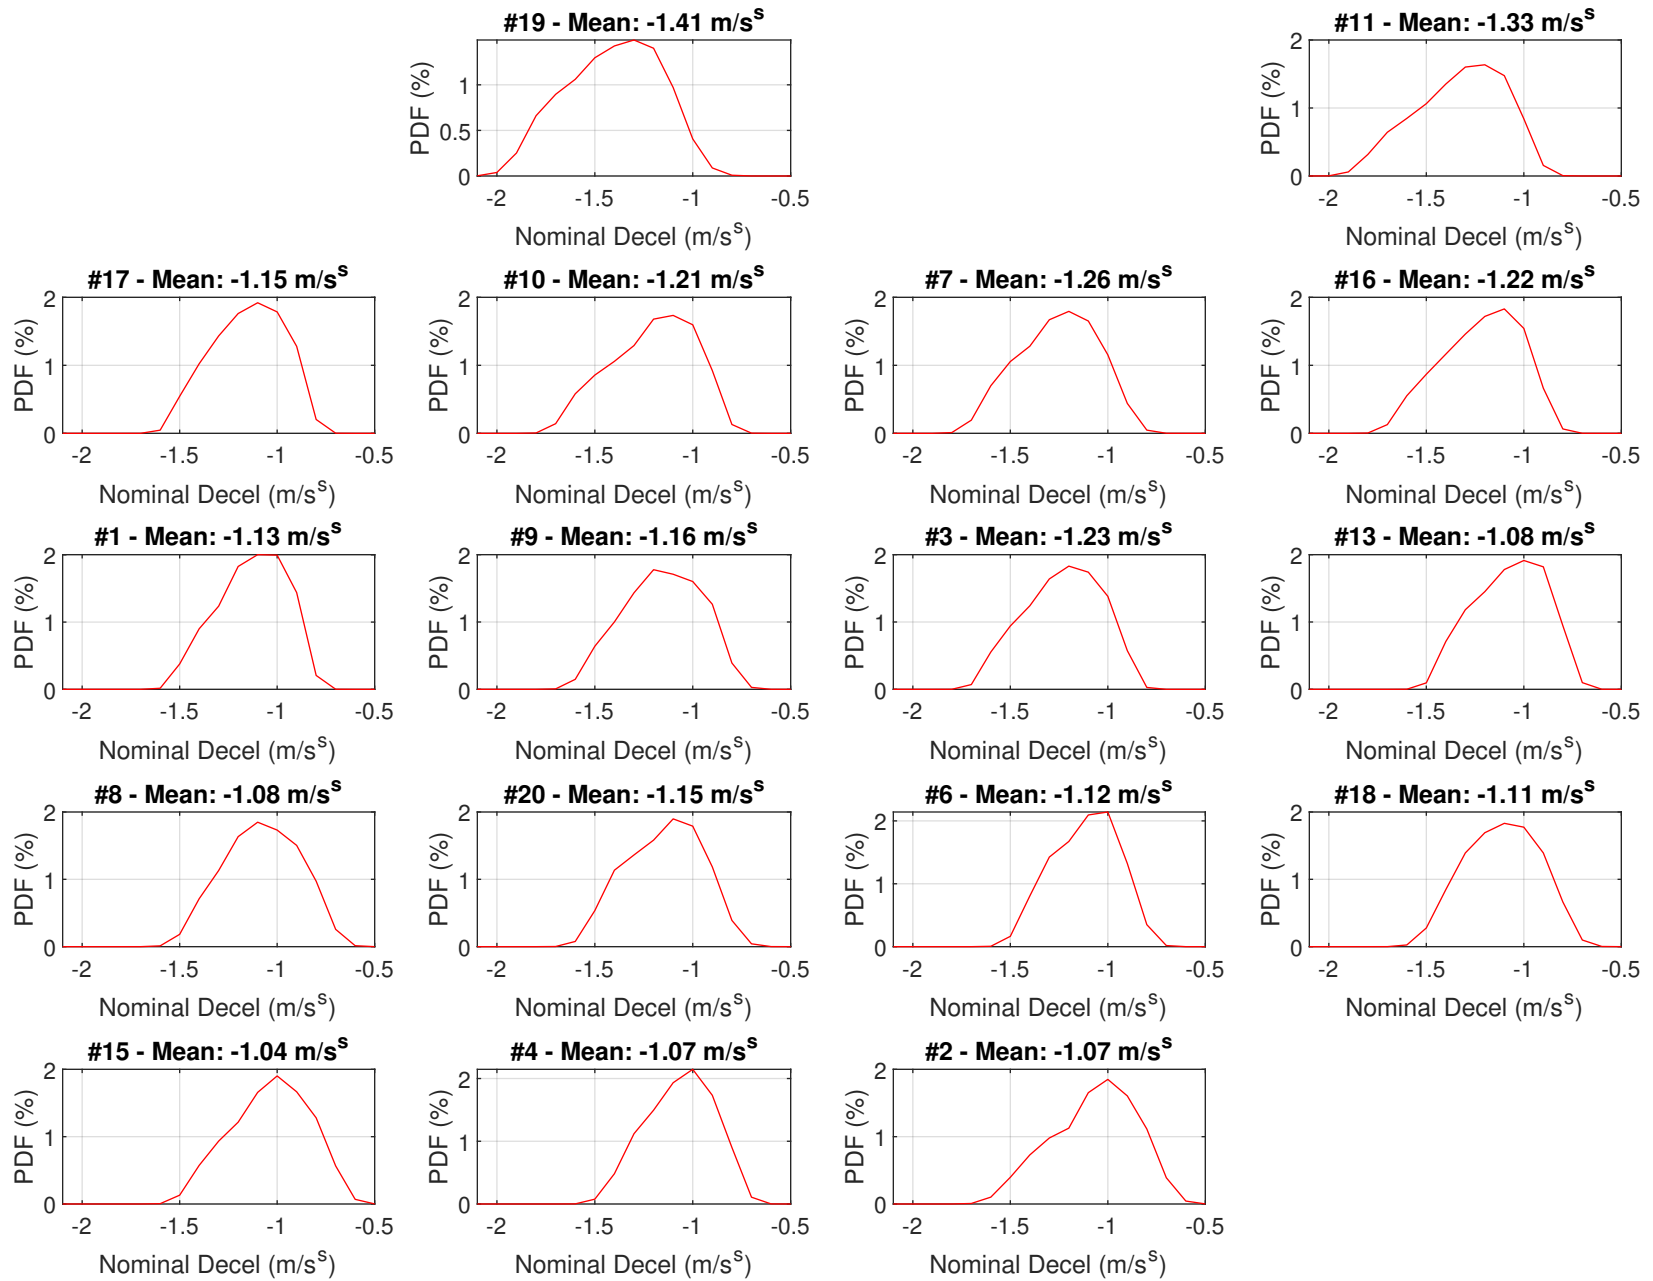 #19 - Mean: -1.41 m/s^s
PDF (%)
1
0.5
0
-2 -1.5 -1 -0.5
Nominal Decel (m/s^s)
#11 - Mean: -1.33 m/s^s
PDF (%)
2
1
0
-2 -1.5 -1 -0.5
Nominal Decel (m/s^s)
#17 - Mean: -1.15 m/s^s
PDF (%)
2
1
0
-2 -1.5 -1 -0.5
Nominal Decel (m/s^s)
#10 - Mean: -1.21 m/s^s
PDF (%)
2
1
0
-2 -1.5 -1 -0.5
Nominal Decel (m/s^s)
#7 - Mean: -1.26 m/s^s
PDF (%)
2
1
0
-2 -1.5 -1 -0.5
Nominal Decel (m/s^s)
#16 - Mean: -1.22 m/s^s
PDF (%)
2
1
0
-2 -1.5 -1 -0.5
Nominal Decel (m/s^s)
#1 - Mean: -1.13 m/s^s
PDF (%)
2
1
0
-2 -1.5 -1 -0.5
Nominal Decel (m/s^s)
#9 - Mean: -1.16 m/s^s
PDF (%)
2
1
0
-2 -1.5 -1 -0.5
Nominal Decel (m/s^s)
#3 - Mean: -1.23 m/s^s
PDF (%)
2
1
0
-2 -1.5 -1 -0.5
Nominal Decel (m/s^s)
#13 - Mean: -1.08 m/s^s
PDF (%)
2
1
0
-2 -1.5 -1 -0.5
Nominal Decel (m/s^s)
#8 - Mean: -1.08 m/s^s
PDF (%)
2
1
0
-2 -1.5 -1 -0.5
Nominal Decel (m/s^s)
#20 - Mean: -1.15 m/s^s
PDF (%)
2
1
0
-2 -1.5 -1 -0.5
Nominal Decel (m/s^s)
#6 - Mean: -1.12 m/s^s
PDF (%)
2
1
0
-2 -1.5 -1 -0.5
Nominal Decel (m/s^s)
#18 - Mean: -1.11 m/s^s
PDF (%)
2
1
0
-2 -1.5 -1 -0.5
Nominal Decel (m/s^s)
#15 - Mean: -1.04 m/s^s
PDF (%)
2
1
0
-2 -1.5 -1 -0.5
Nominal Decel (m/s^s)
#4 - Mean: -1.07 m/s^s
PDF (%)
2
1
0
-2 -1.5 -1 -0.5
Nominal Decel (m/s^s)
#2 - Mean: -1.07 m/s^s
PDF (%)
2
1
0
-2 -1.5 -1 -0.5
Nominal Decel (m/s^s)